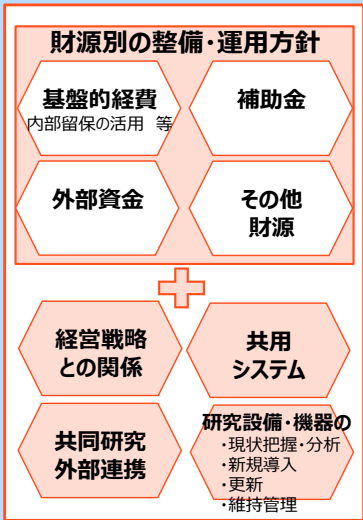 財源別の整備・運用方針
基盤的経費
内部留保の活用 等
補助金
外部資金
その他
財源
経営戦略
との関係
共用
システム
共同研究
外部連携
研究設備・機器の
・現状把握・分析
・新規導入
・更新
・維持管理